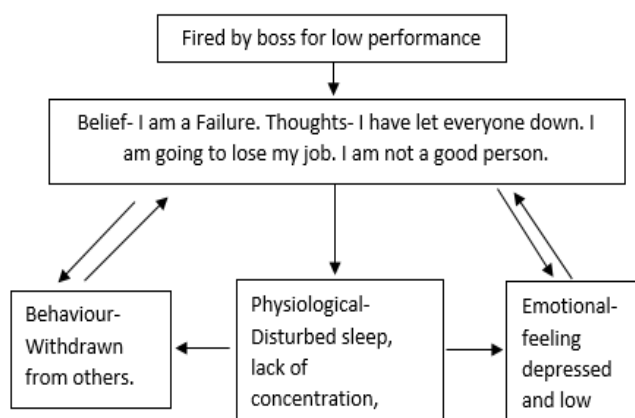 Fired by boss for low performance
Belief- I am a Failure. Thoughts- I have let everyone down. I
am going to lose my job. I am not a good person.
Behaviour-
Withdrawn
from others.
Physiological-
Disturbed sleep,
lack of
concentration,
Emotional-
feeling
depressed
and low